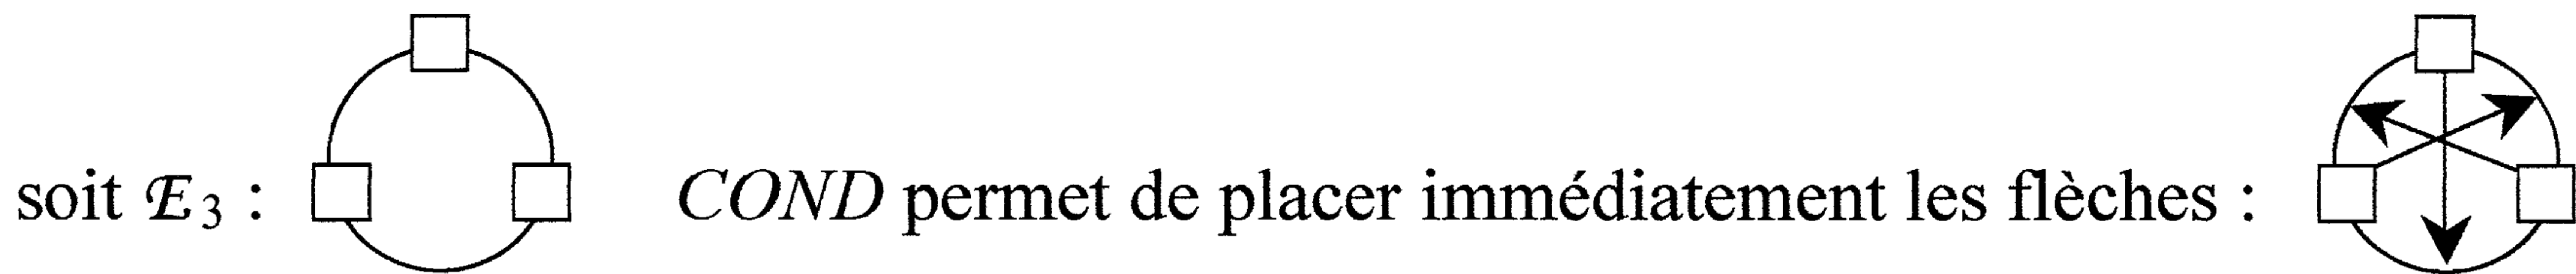 soit ℰ₃ : COND permet de placer immédiatement les flèches :